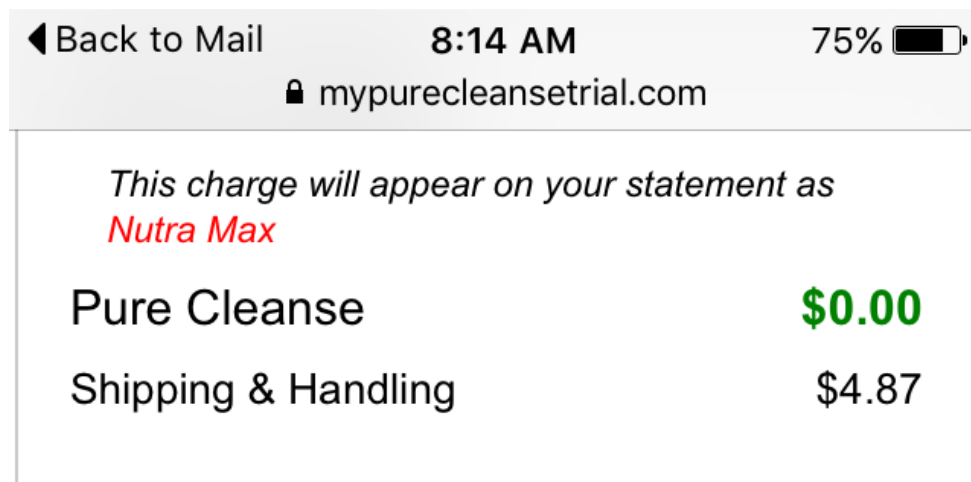 Back to Mail 8:14 AM 75%
mypurecleansetrial.com
This charge will appear on your statement as
Nutra Max
Pure Cleanse $0.00
Shipping & Handling $4.87